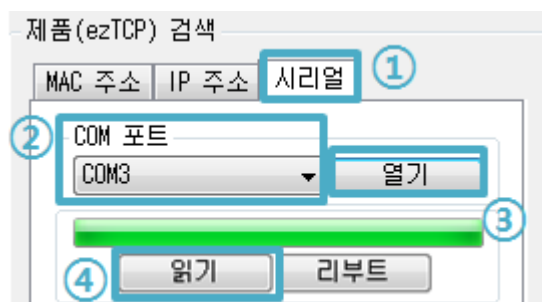 제품(ezTCP) 검색
MAC 주소 IP 주소 시리얼 ①
② COM 포트
COM3 열기
③
④ 읽기 리부트